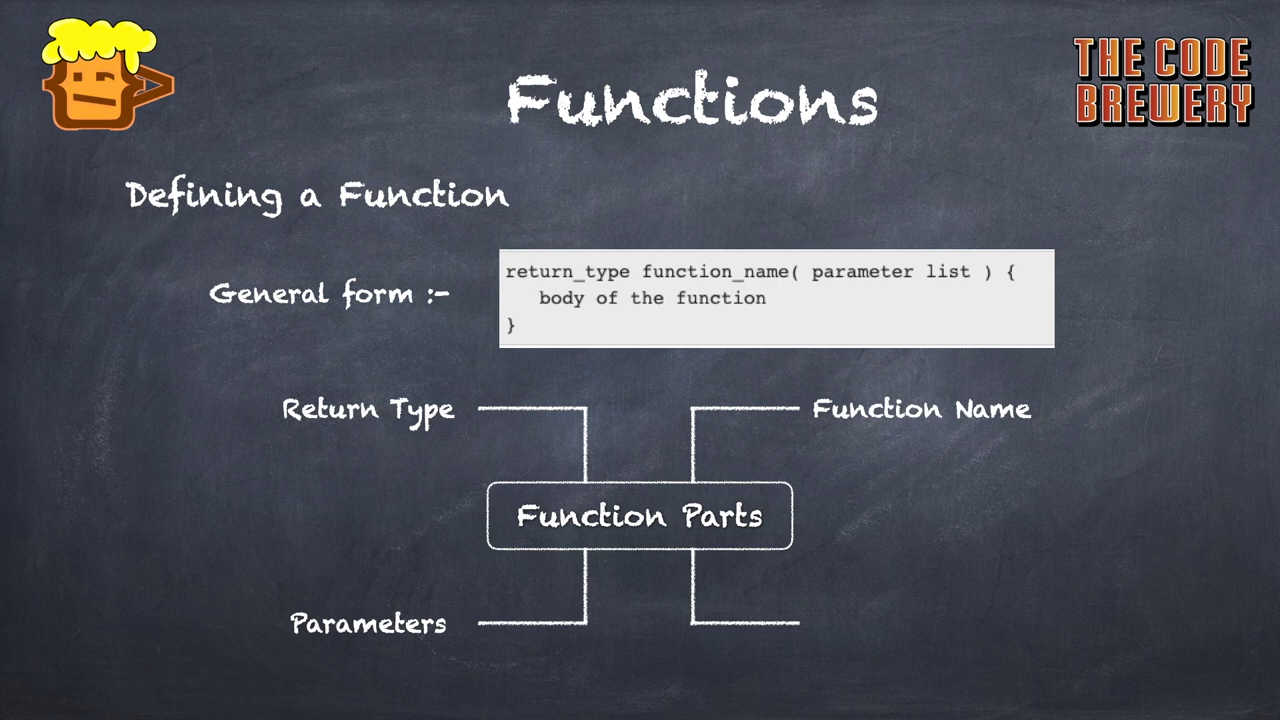 THE CODE
BREWERY
Functions
Defining a Function
General form :-
return_type function_name( parameter list ) {
   body of the function
}
Return Type
Function Name
Function Parts
Parameters